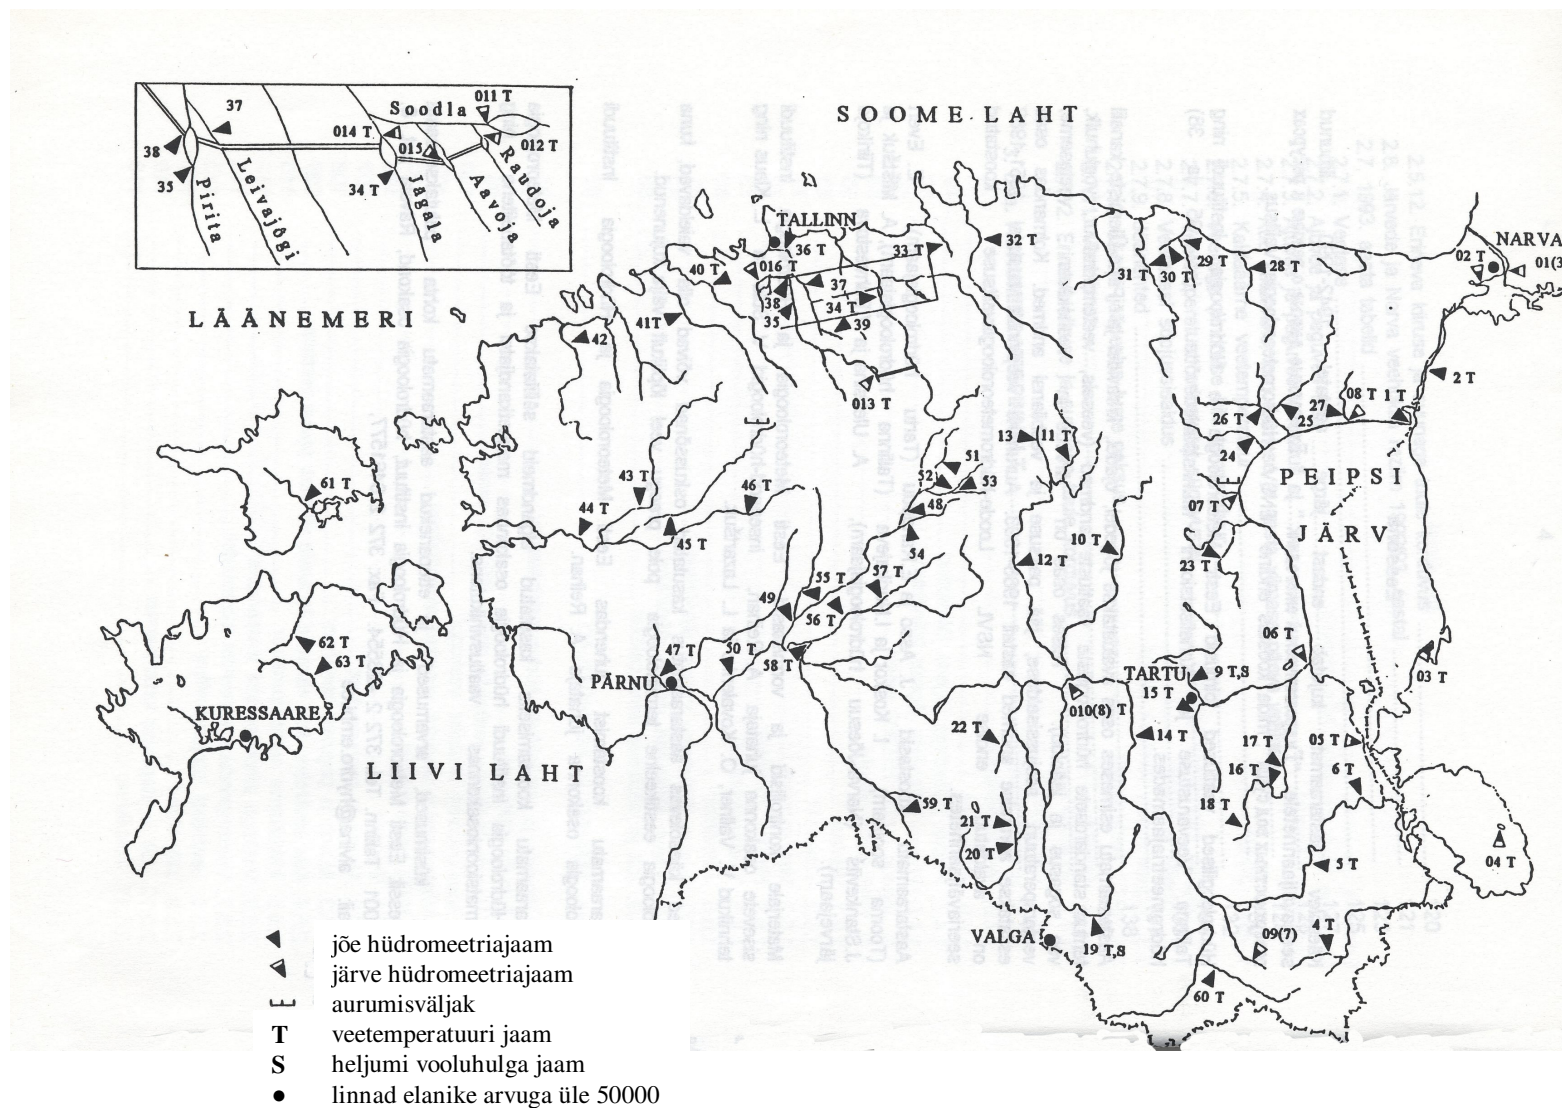 SOOME LAHT
37
011 T
Soodla
014 T
015
012 T
38
35
34 T
Pirita
Leivajõgi
Jägala
Aavoja
Raudoja
TALLINN
36 T
33 T
32 T
31 T
30 T
29 T
28 T
NARVA
02 T
01(3
40 T
016 T
37
38
34 T
35
39
41T
42
LÄÄNEMERI
013 T
2 T
08 T
1 T
27
26 T
25
24
13
11 T
51
52
53
PEIPSI
JÄRV
07 T
61 T
43 T
46 T
44 T
45 T
48
54
12 T
10 T
23 T
55 T
57 T
49
56 T
62 T
63 T
47 T
50 T
58 T
PÄRNU
06 T
03 T
TARTU
9 T,S
15 T
010(8) T
KURESSAARE
22 T
14 T
17 T
16 T
05 T
6 T
LIIVI LAHT
59 T
21 T
20 T
18 T
5 T
04 T
VALGA
19 T,S
09(7)
4 T
60 T
jõe hüdromeetriajaam
järve hüdromeetriajaam
aurumisväljak
T veetemperatuuri jaam
S heljumi vooluhulga jaam
linnad elanike arvuga üle 50000